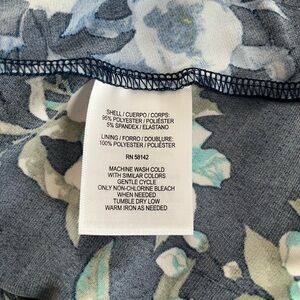 SHELL / CUERPO / CORPS:
95% POLYESTER / POLIÉSTER
5% SPANDEX / ELASTANO
LINING / FORRO / DOUBLURE:
100% POLYESTER / POLIÉSTER
RN 58142
MACHINE WASH COLD
WITH SIMILAR COLORS
GENTLE CYCLE
ONLY NON-CHLORINE BLEACH
WHEN NEEDED
TUMBLE DRY LOW
WARM IRON AS NEEDED